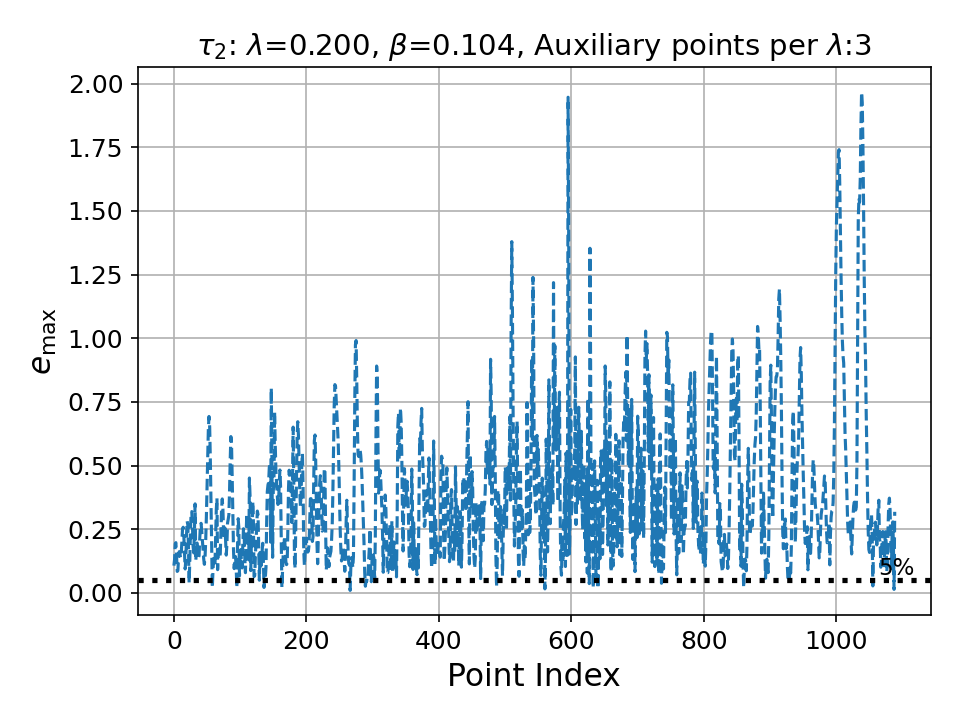 τ₂: λ=0.200, β=0.104, Auxiliary points per λ:3
2.00
1.75
1.50
1.25
1.00
0.75
0.50
0.25
0.00
e_max
5%
0 200 400 600 800 1000
Point Index